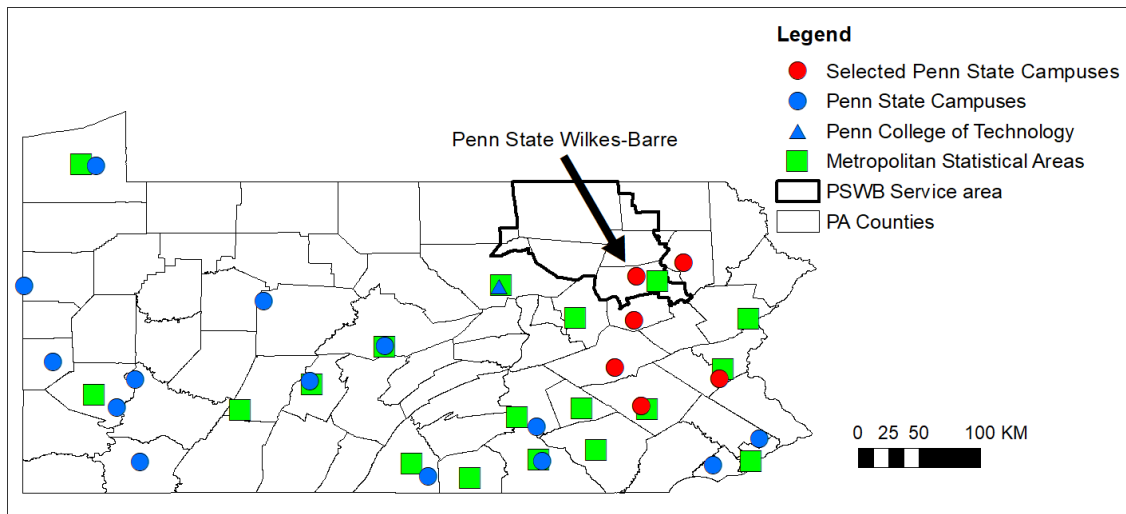 Legend
Selected Penn State Campuses
Penn State Campuses
Penn College of Technology
Metropolitan Statistical Areas
PSWB Service area
PA Counties
Penn State Wilkes-Barre
0 25 50 100 KM